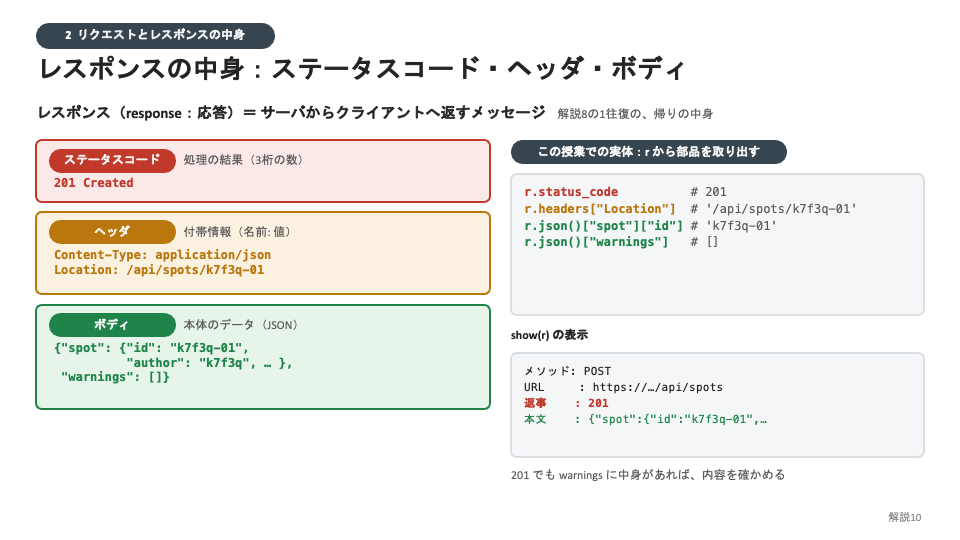 2 リクエストとレスポンスの中身
レスポンスの中身：ステータスコード・ヘッダ・ボディ
レスポンス（response：応答）＝ サーバからクライアントへ返すメッセージ 解説8の1往復の、帰りの中身
ステータスコード 処理の結果（3桁の数）
201 Created
ヘッダ 付帯情報（名前: 値）
Content-Type: application/json
Location: /api/spots/k7f3q-01
ボディ 本体のデータ（JSON）
{"spot": {"id": "k7f3q-01",
"author": "k7f3q", … },
"warnings": []}
この授業での実体：r から部品を取り出す
r.status_code # 201
r.headers["Location"] # '/api/spots/k7f3q-01'
r.json()["spot"]["id"] # 'k7f3q-01'
r.json()["warnings"] # []
show(r) の表示
メソッド: POST
URL : https://…/api/spots
返事 : 201
本文 : {"spot":{"id":"k7f3q-01",…
201 でも warnings に中身があれば、内容を確かめる
解説10